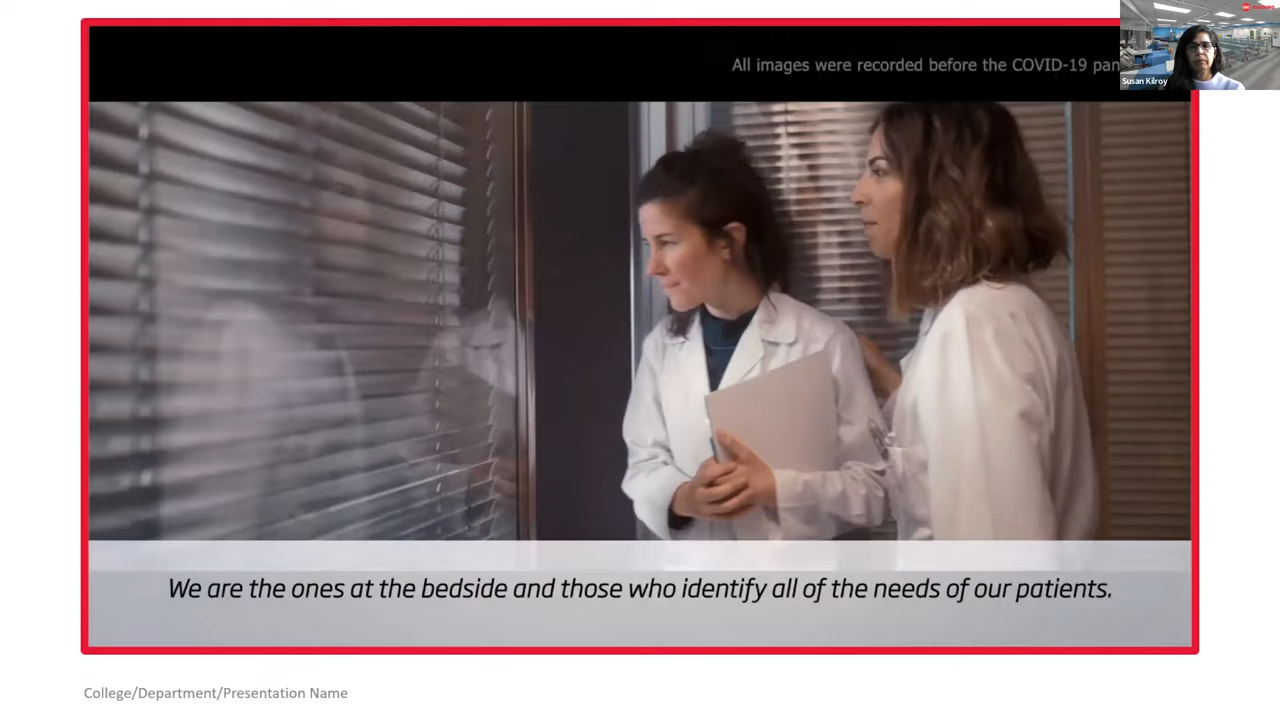 All images were recorded before the COVID-19 pan
Susan Kilroy
We are the ones at the bedside and those who identify all of the needs of our patients.
College/Department/Presentation Name